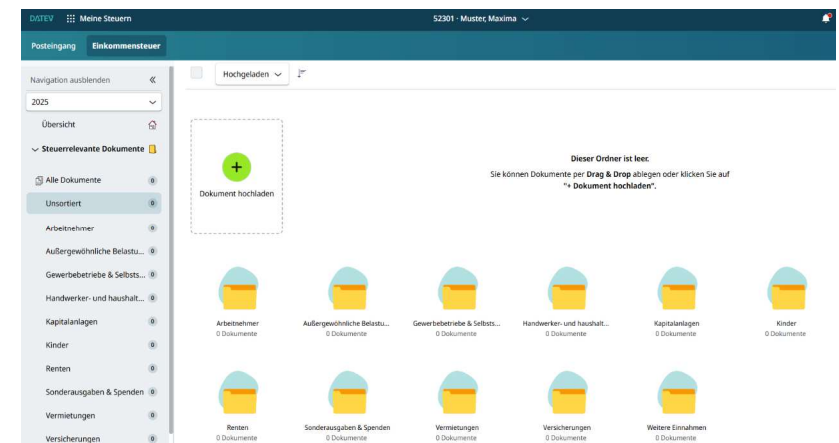 DATEV Meine Steuern 52301 · Muster, Maxima
Posteingang Einkommensteuer
Navigation ausblenden
2025
Übersicht
Steuerrelevante Dokumente
Alle Dokumente 0
Unsortiert 0
Arbeitnehmer 0
Außergewöhnliche Belastu... 0
Gewerbebetriebe & Selbsts... 0
Handwerker- und haushalt... 0
Kapitalanlagen 0
Kinder 0
Renten 0
Sonderausgaben & Spenden 0
Vermietungen 0
Versicherungen 0
Hochgeladen
Dokument hochladen
Dieser Ordner ist leer.
Sie können Dokumente per Drag & Drop ablegen oder klicken Sie auf
"+ Dokument hochladen".
Arbeitnehmer Außergewöhnliche Belastu... Gewerbebetriebe & Selbsts... Handwerker- und haushalt... Kapitalanlagen Kinder
0 Dokumente 0 Dokumente 0 Dokumente 0 Dokumente 0 Dokumente 0 Dokumente
Renten Sonderausgaben & Spenden Vermietungen Versicherungen Weitere Einnahmen
0 Dokumente 0 Dokumente 0 Dokumente 0 Dokumente 0 Dokumente